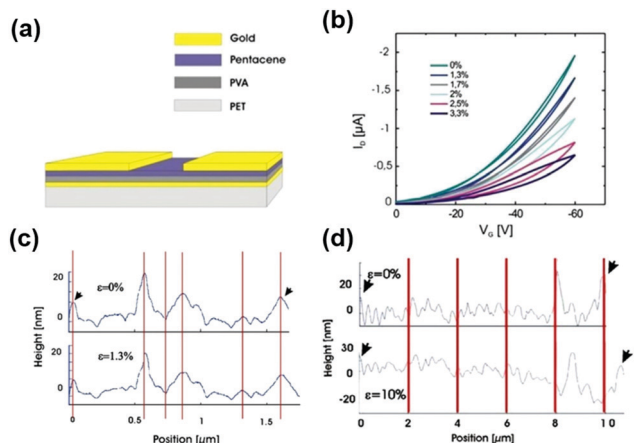 (a)
Gold
Pentacene
PVA
PET
(b)
-2
-1.5
-1
-.5
0
I_D [µA]
0%
1,3%
1,7%
2%
2,5%
3,3%
0
-20
-40
-60
V_G [V]
(c)
ε=0%
20
0
ε=1.3%
20
0
Height [nm]
0
0.5
1
1.5
Position [µm]
(d)
ε=0%
20
0
30
0
-20
ε=10%
Height [nm]
0 2 4 6 8 10
Position [µm]